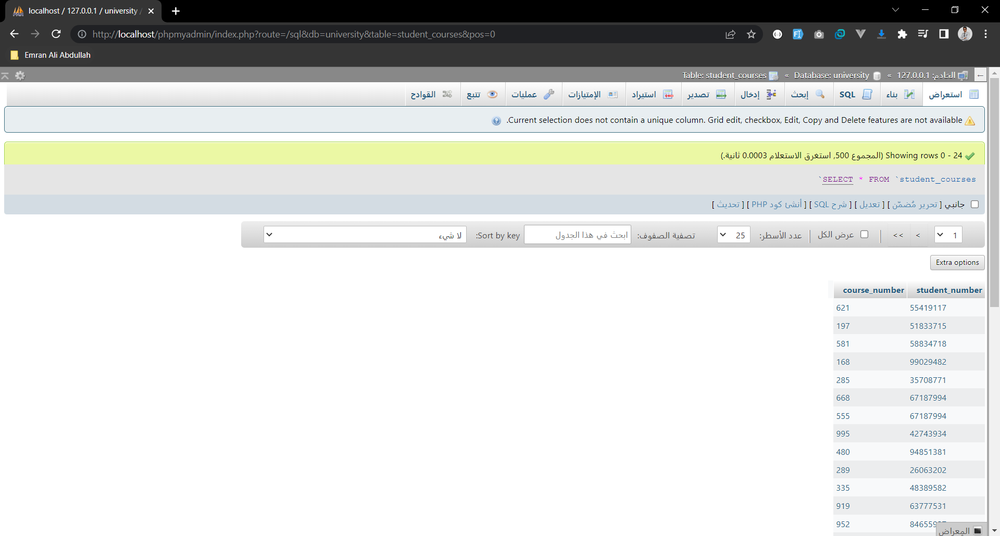 localhost / 127.0.0.1 / university /
http://localhost/phpmyadmin/index.php?route=/sql&db=university&table=student_courses&pos=0
Emran Ali Abdullah
الخادم: 127.0.0.1 » Database: university » Table: student_courses
استعراض بناء SQL إبحث إدخال تصدير استيراد الإمتيازات عمليات تتبع القوادح
.Current selection does not contain a unique column. Grid edit, checkbox, Edit, Copy and Delete features are not available
Showing rows 0 - 24 (المجموع 500, استغرق الاستعلام 0.0003 ثانية.)
`SELECT * FROM `student_courses
جانبي [ تحرير مُضمّن ] [ تعديل ] [ شرح SQL ] [ أنشئ كود PHP ] [ تحديث ]
1 > >> | عرض الكل | عدد الأسطر: 25 تصفية الصفوف: ابحث في هذا الجدول Sort by key: لا شيء
Extra options
student_number course_number
55419117 621
51833715 197
58834718 581
99029482 168
35708771 285
67187994 668
67187994 555
42743934 995
94851381 480
26063202 289
48389582 335
63777531 919
952
المعراض